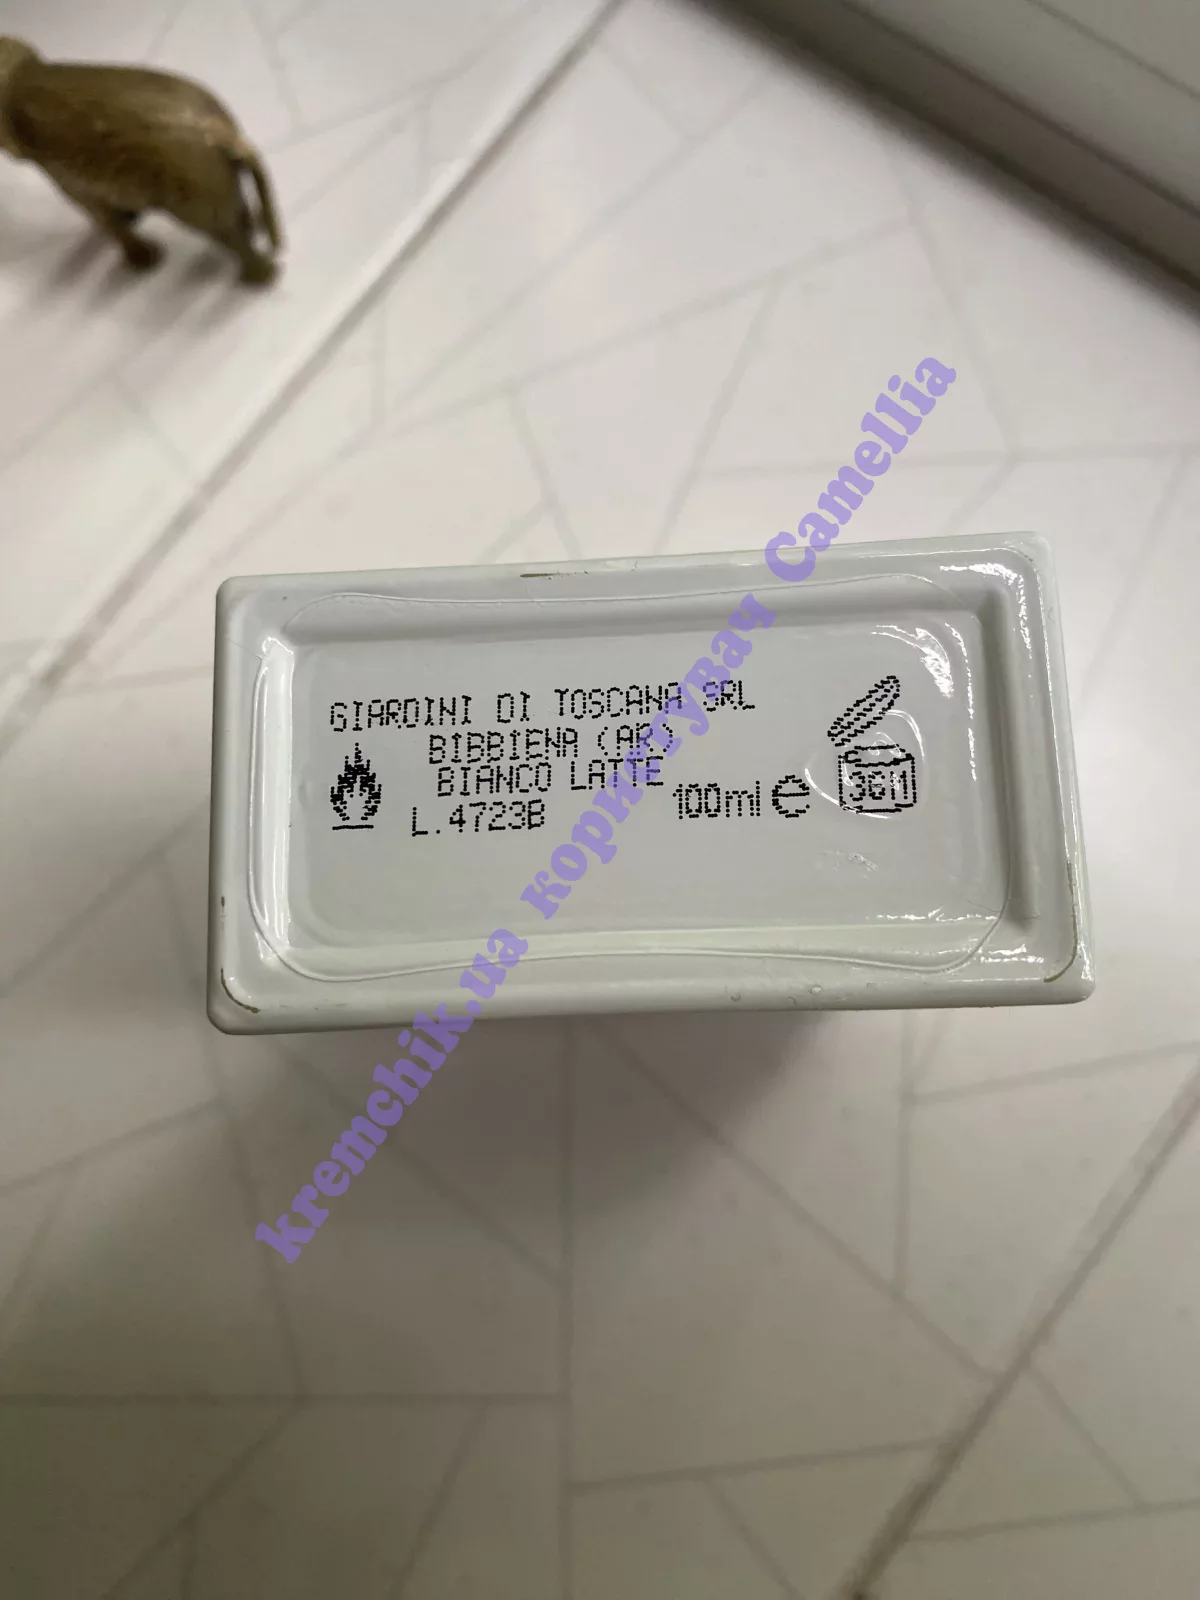 GIARDINI DI TOSCANA SRL
BIBBIENA (AR)
BIANCO LATTE
L.4723B
100ml e
36M
kremchik.ua користувач Camellia